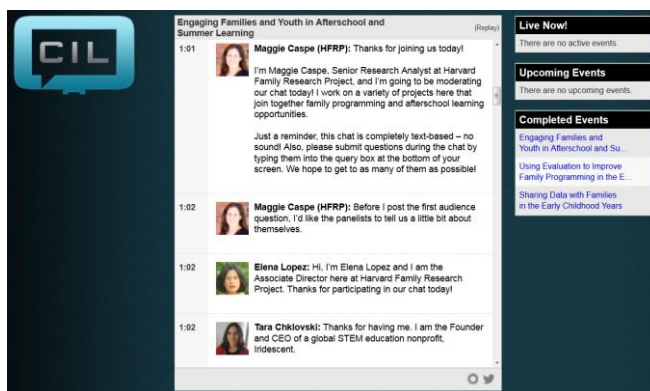 CIL
Engaging Families and Youth in Afterschool and
Summer Learning
(Replay)
1:01
Maggie Caspe (HFRP): Thanks for joining us today!
I'm Maggie Caspe, Senior Research Analyst at Harvard
Family Research Project, and I'm going to be moderating
our chat today! I work on a variety of projects here that
join together family programming and afterschool learning
opportunities.
Just a reminder, this chat is completely text-based – no
sound! Also, please submit questions during the chat by
typing them into the query box at the bottom of your
screen. We hope to get to as many of them as possible!
1:02
Maggie Caspe (HFRP): Before I post the first audience
question, I'd like the panelists to tell us a little bit about
themselves.
1:02
Elena Lopez: Hi, I'm Elena Lopez and I am the
Associate Director here at Harvard Family Research
Project. Thanks for participating in our chat today!
1:02
Tara Chklovski: Thanks for having me. I am the Founder
and CEO of a global STEM education nonprofit,
Iridescent.
Live Now!
There are no active events.
Upcoming Events
There are no upcoming events.
Completed Events
Engaging Families and
Youth in Afterschool and Su...
Using Evaluation to Improve
Family Programming in the E...
Sharing Data with Families
in the Early Childhood Years